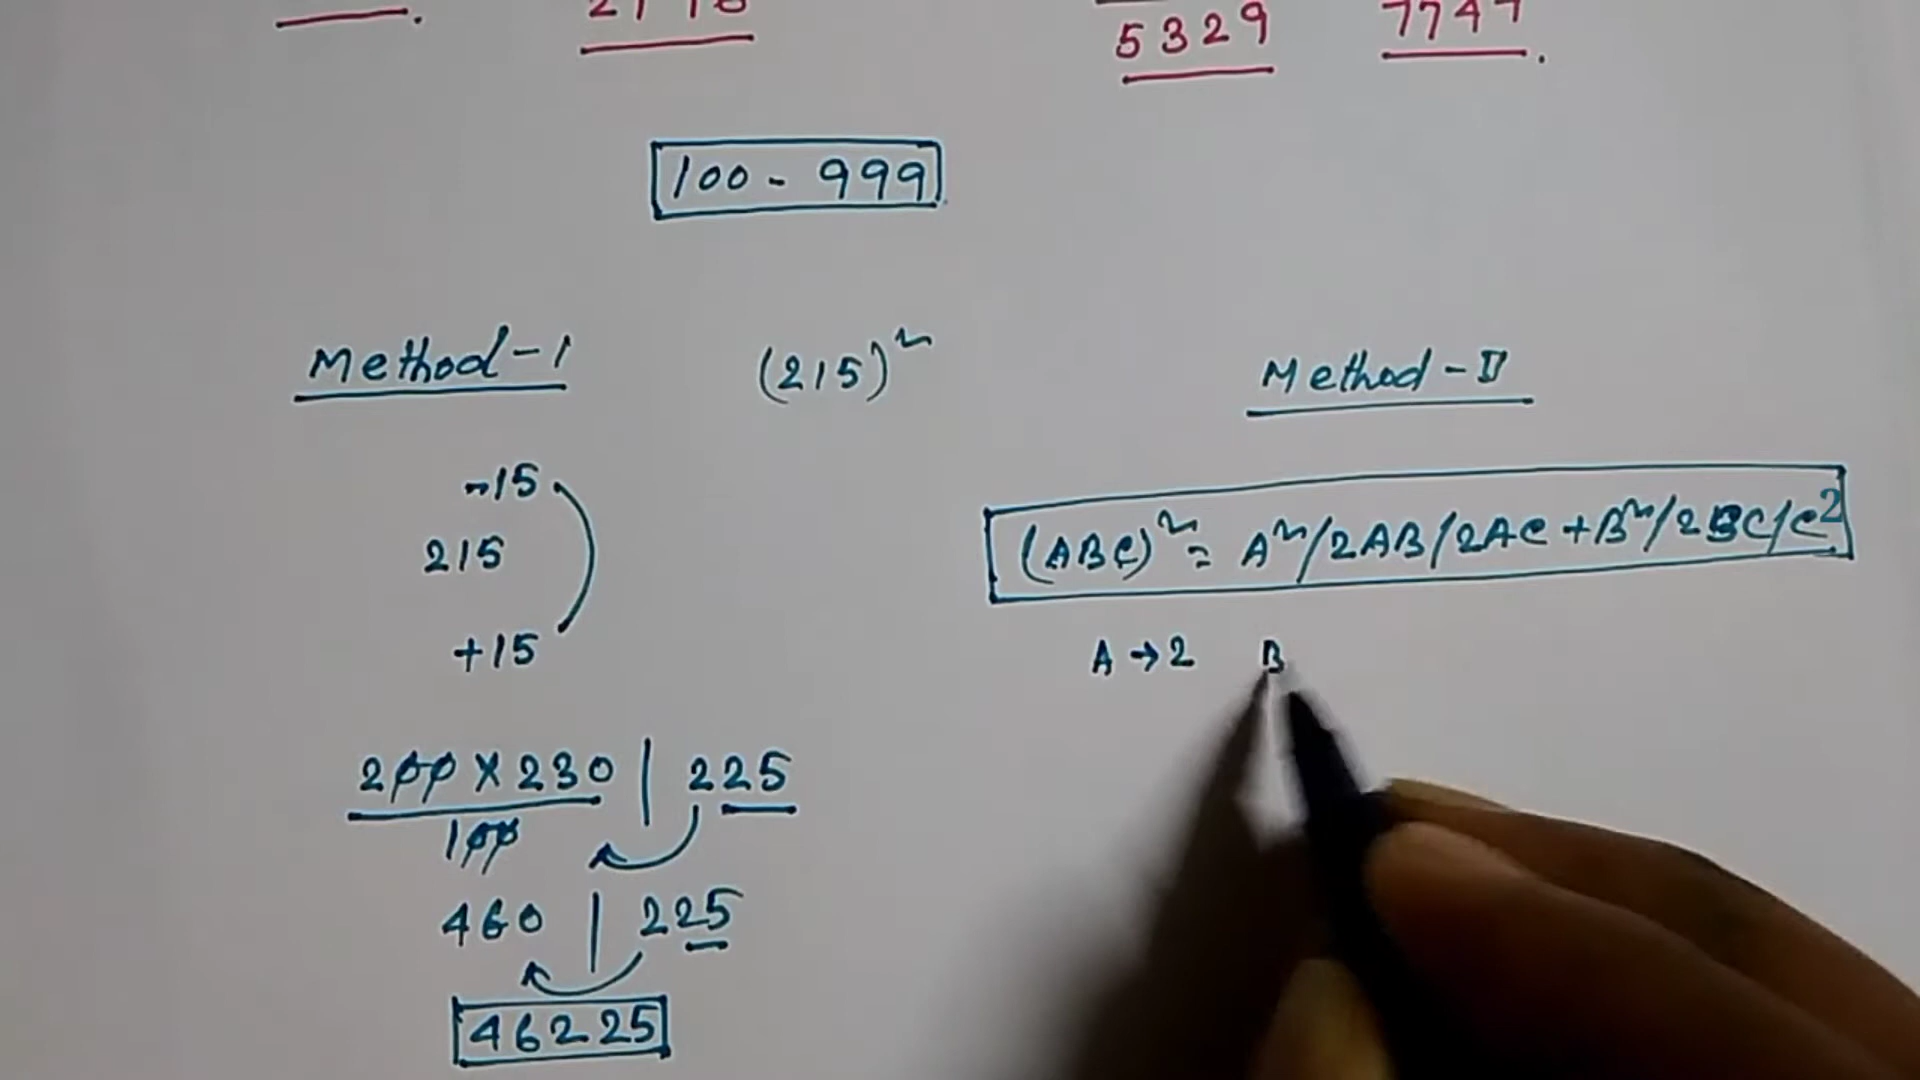 5329
7747.
100 - 999
Method-I
(215)²
Method-II
-15
215
+15
(ABC)² = A²/2AB/2AC+B²/2BC/C²
A→2 B
200 X 230 | 225
100
460 | 225
46225